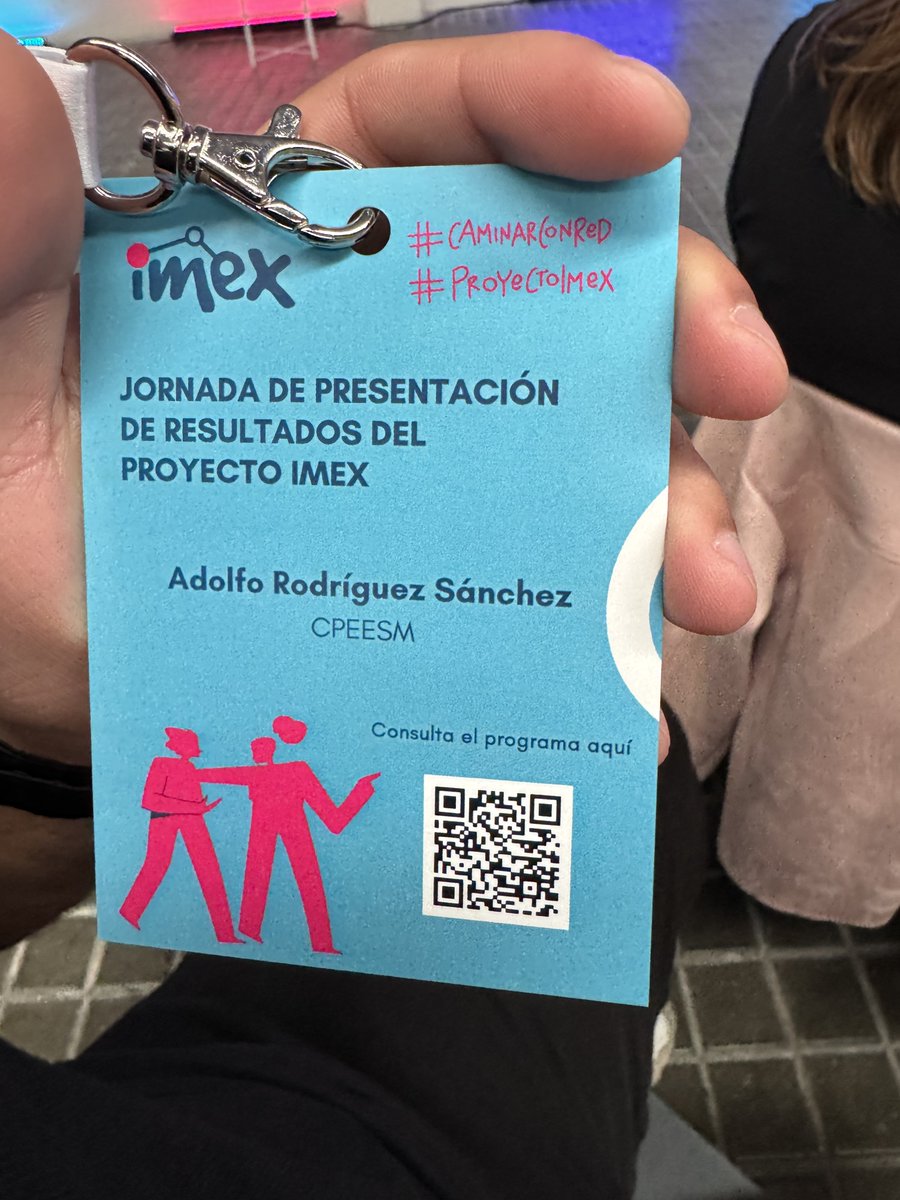 imex
#CAMINARCONReD
#PRoYeCToImeX
JORNADA DE PRESENTACIÓN
DE RESULTADOS DEL
PROYECTO IMEX
Adolfo Rodríguez Sánchez
CPEESM
Consulta el programa aquí